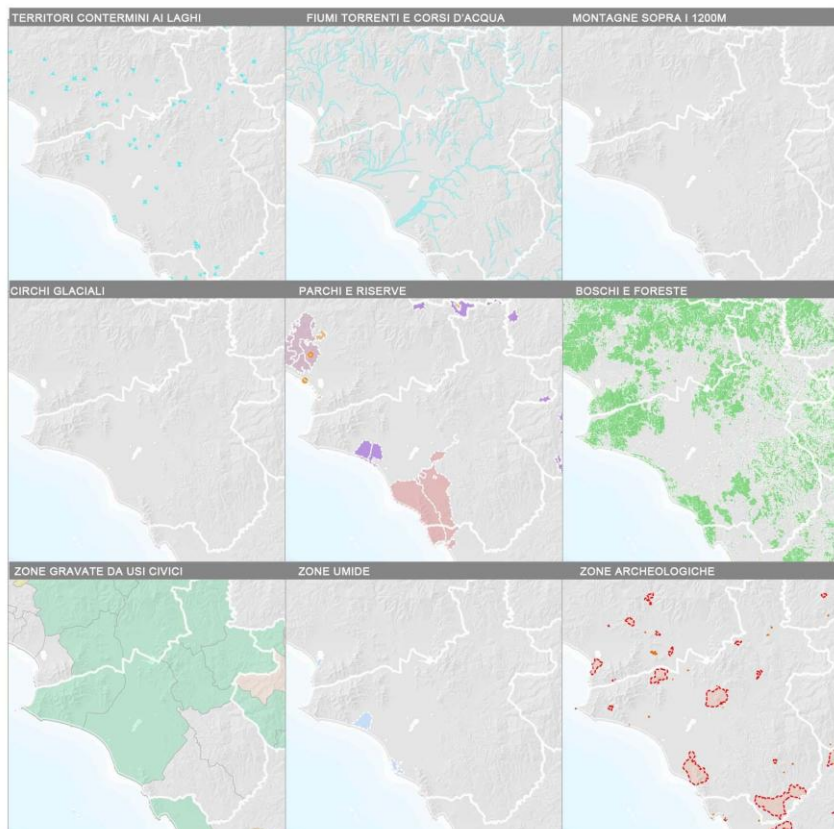 TERRITORI CONTERMINI AI LAGHI
FIUMI TORRENTI E CORSI D'ACQUA
MONTAGNE SOPRA I 1200M
CIRCHI GLACIALI
PARCHI E RISERVE
BOSCHI E FORESTE
ZONE GRAVATE DA USI CIVICI
ZONE UMIDE
ZONE ARCHEOLOGICHE